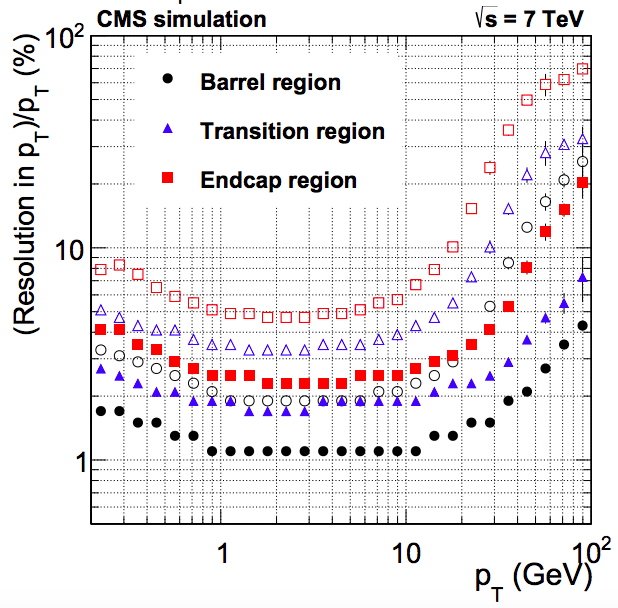 CMS simulation √s = 7 TeV
(Resolution in p_T)/p_T (%)
10²
Barrel region
Transition region
Endcap region
10
1
1 10 10²
p_T (GeV)